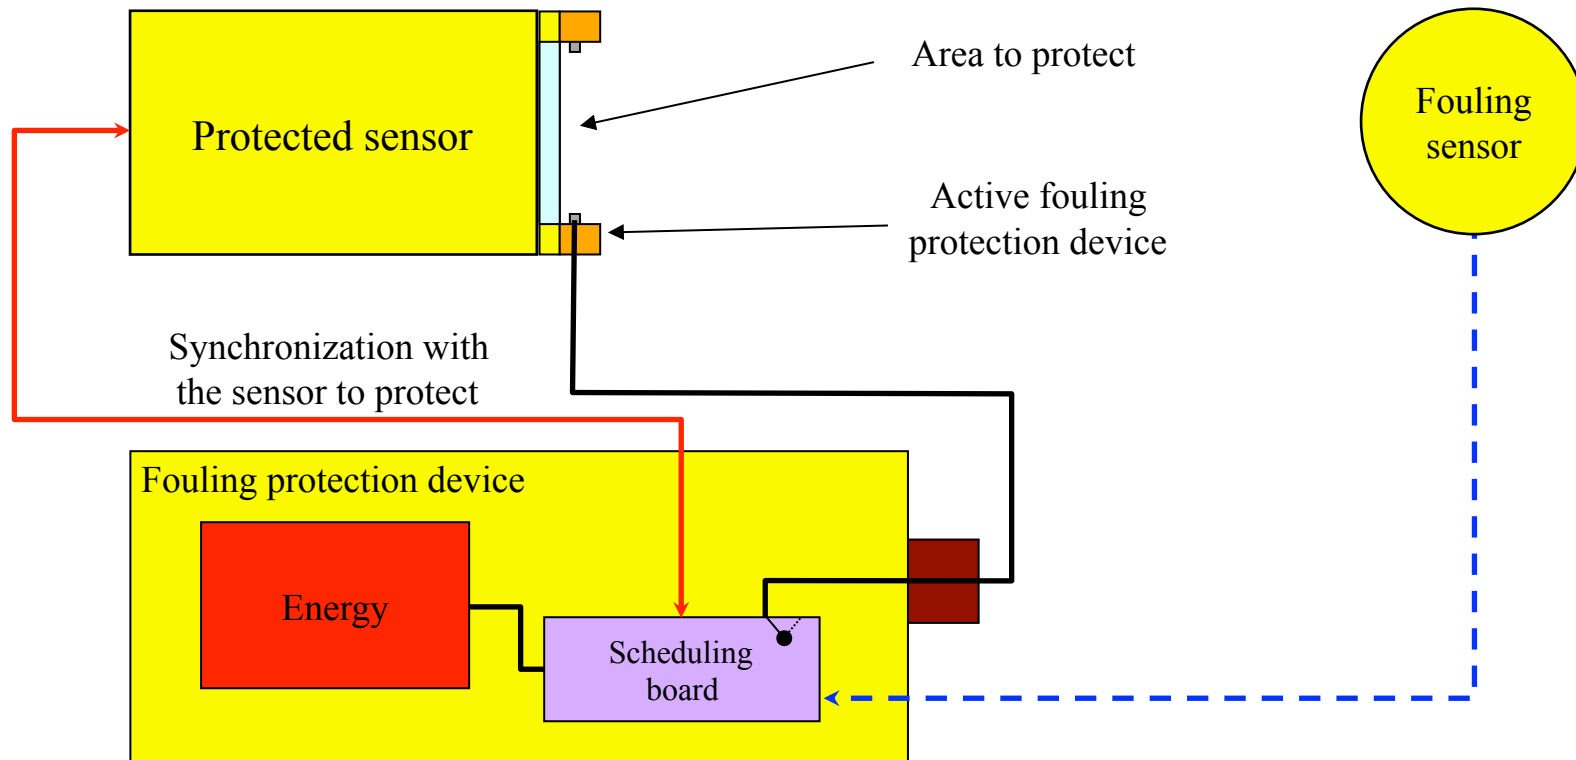 Protected sensor
Area to protect
Fouling
sensor
Active fouling
protection device
Synchronization with
the sensor to protect
Fouling protection device
Energy
Scheduling
board